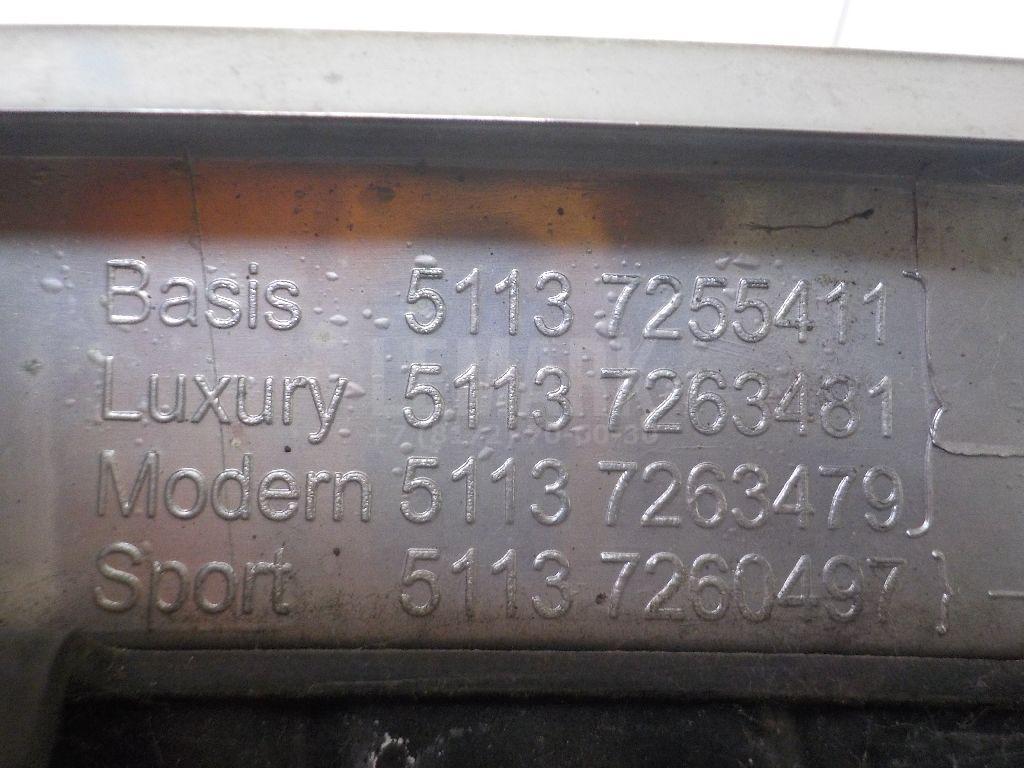 Basis 5113 7255411
Luxury 5113 7263481
Modern 5113 7263479
Sport 5113 7260497